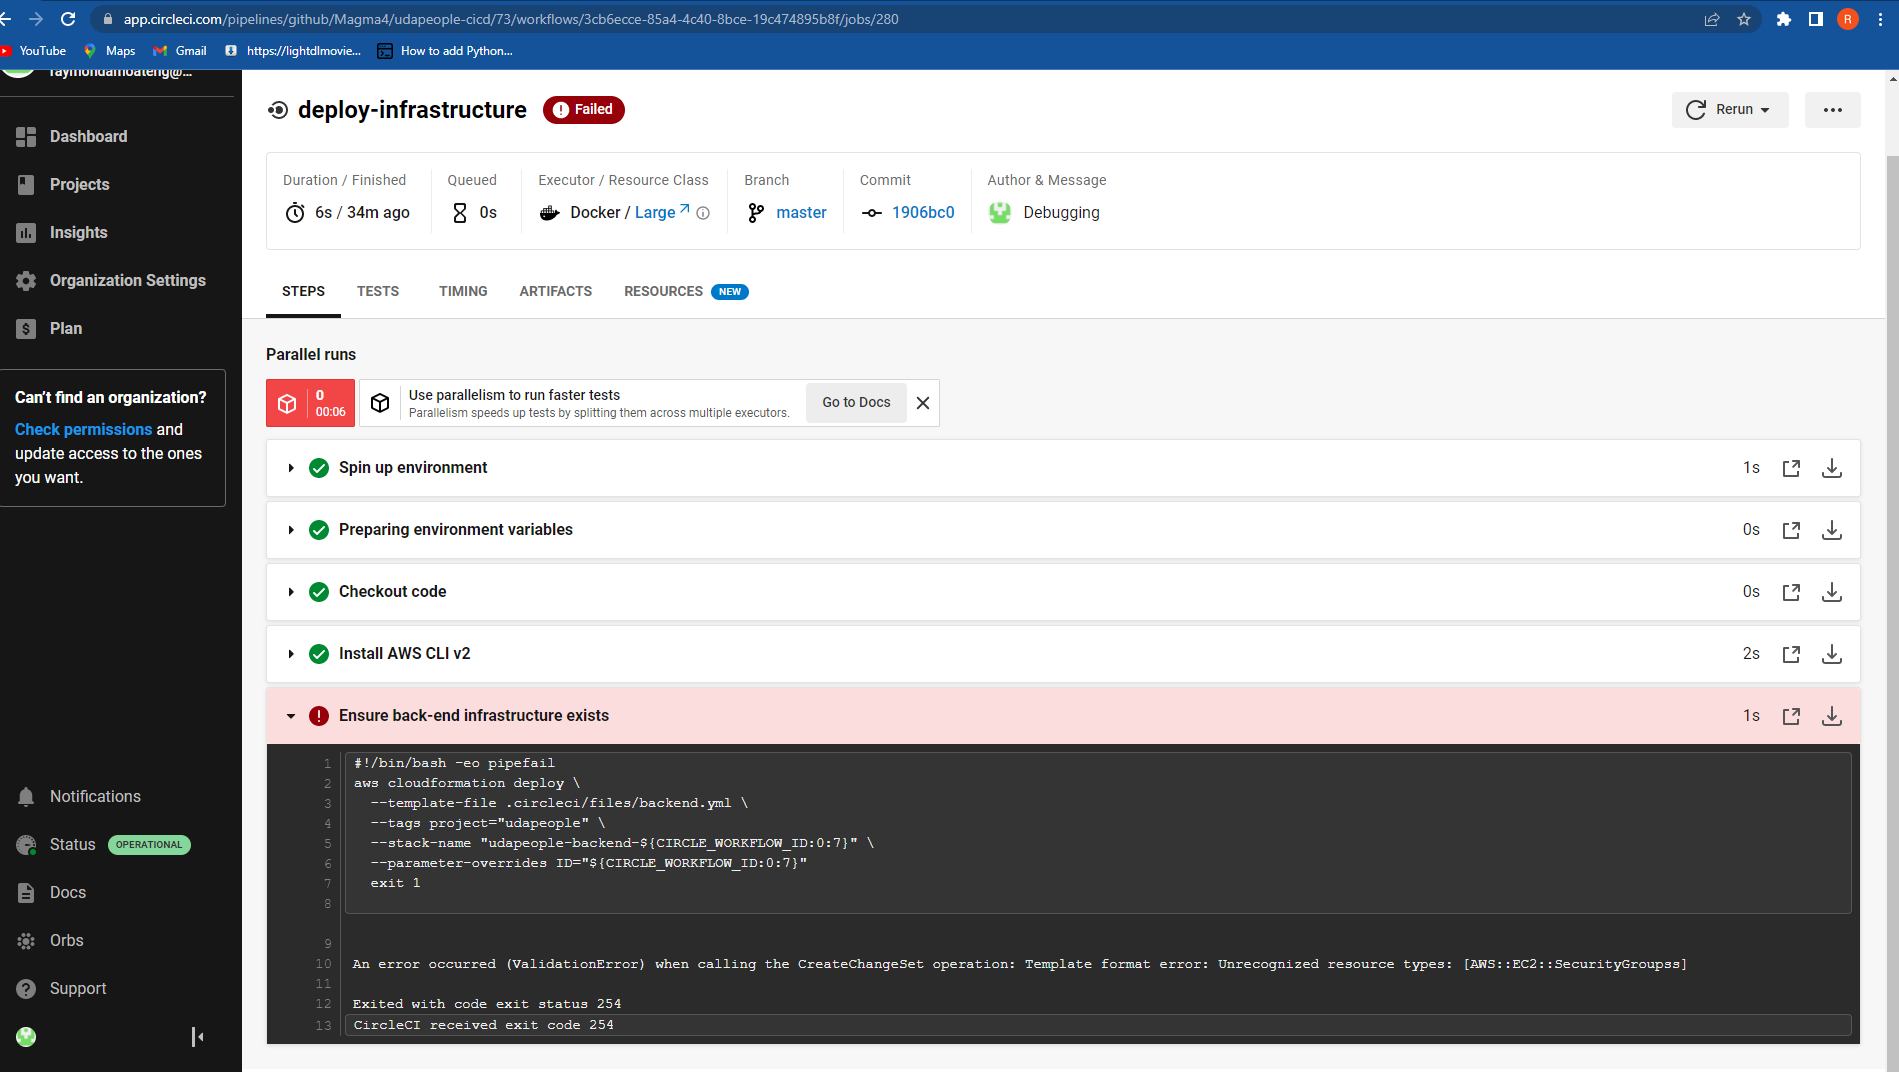 app.circleci.com/pipelines/github/Magma4/udapeople-cicd/73/workflows/3cb6ecce-85a4-4c40-8bce-19c474895b8f/jobs/280
R
YouTube
Maps
Gmail
https://lightdlmovie...
How to add Python...
raymondamoateng@...
Dashboard
Projects
Insights
Organization Settings
Plan
Can't find an organization?
Check permissions and
update access to the ones
you want.
Notifications
Status OPERATIONAL
Docs
Orbs
Support
deploy-infrastructure
Failed
Rerun
Duration / Finished
6s / 34m ago
Queued
0s
Executor / Resource Class
Docker / Large
Branch
master
Commit
1906bc0
Author & Message
Debugging
STEPS
TESTS
TIMING
ARTIFACTS
RESOURCES NEW
Parallel runs
0
00:06
Use parallelism to run faster tests
Parallelism speeds up tests by splitting them across multiple executors.
Go to Docs
Spin up environment 1s
Preparing environment variables 0s
Checkout code 0s
Install AWS CLI v2 2s
Ensure back-end infrastructure exists 1s
1 #!/bin/bash -eo pipefail
2 aws cloudformation deploy \
3 --template-file .circleci/files/backend.yml \
4 --tags project="udapeople" \
5 --stack-name "udapeople-backend-${CIRCLE_WORKFLOW_ID:0:7}" \
6 --parameter-overrides ID="${CIRCLE_WORKFLOW_ID:0:7}"
7 exit 1
8
9
10 An error occurred (ValidationError) when calling the CreateChangeSet operation: Template format error: Unrecognized resource types: [AWS::EC2::SecurityGroupss]
11
12 Exited with code exit status 254
13 CircleCI received exit code 254